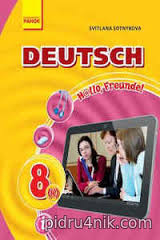 РАНОК
SVITLANA SOTNYKOVA
DEUTSCH
Hallo, Freunde!
8
pidru4nik.com